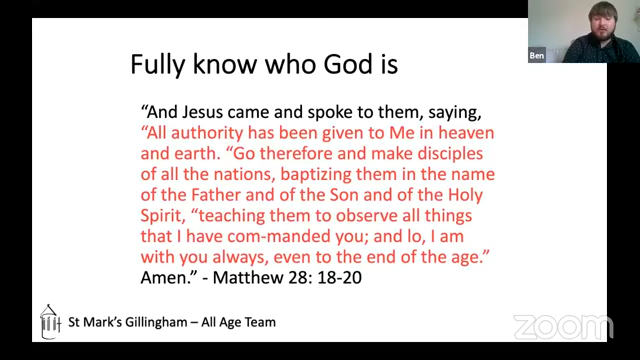 Fully know who God is
Ben
“And Jesus came and spoke to them, saying,
“All authority has been given to Me in heaven
and earth. “Go therefore and make disciples
of all the nations, baptizing them in the name
of the Father and of the Son and of the Holy
Spirit, “teaching them to observe all things
that I have com-manded you; and lo, I am
with you always, even to the end of the age.”
Amen.” - Matthew 28: 18-20
St Mark’s Gillingham – All Age Team
zoom